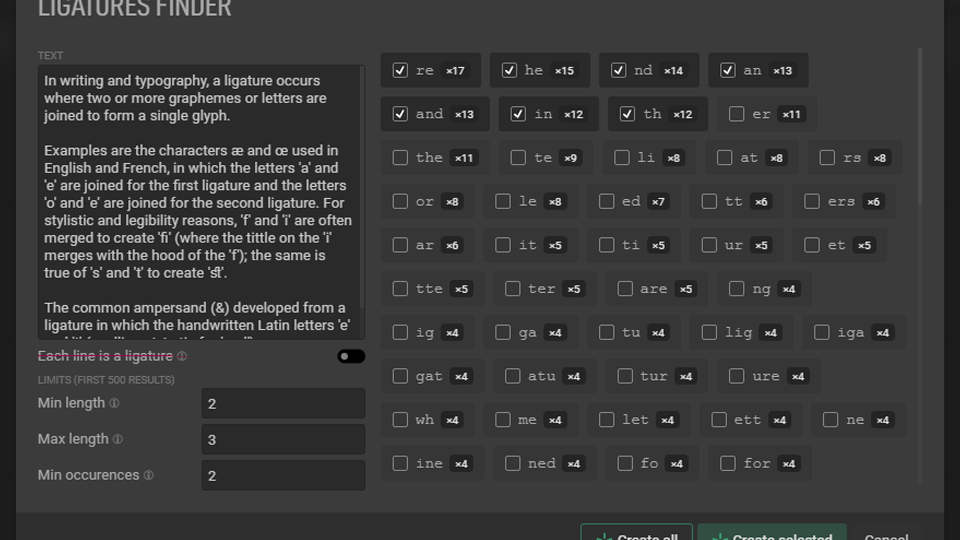 LIGATURES FINDER
TEXT
In writing and typography, a ligature occurs
where two or more graphemes or letters are
joined to form a single glyph.
Examples are the characters æ and œ used in
English and French, in which the letters 'a' and
'e' are joined for the first ligature and the letters
'o' and 'e' are joined for the second ligature. For
stylistic and legibility reasons, 'f' and 'i' are often
merged to create 'fi' (where the tittle on the 'i'
merges with the hood of the 'f'); the same is
true of 's' and 't' to create 'st'.
The common ampersand (&) developed from a
ligature in which the handwritten Latin letters 'e'
Each line is a ligature
LIMITS (FIRST 500 RESULTS)
Min length 2
Max length 3
Min occurences 2
re ×17 he ×15 nd ×14 an ×13
and ×13 in ×12 th ×12 er ×11
the ×11 te ×9 li ×8 at ×8 rs ×8
or ×8 le ×8 ed ×7 tt ×6 ers ×6
ar ×6 it ×5 ti ×5 ur ×5 et ×5
tte ×5 ter ×5 are ×5 ng ×4
ig ×4 ga ×4 tu ×4 lig ×4 iga ×4
gat ×4 atu ×4 tur ×4 ure ×4
wh ×4 me ×4 let ×4 ett ×4 ne ×4
ine ×4 ned ×4 fo ×4 for ×4
Create all Create selected Cancel